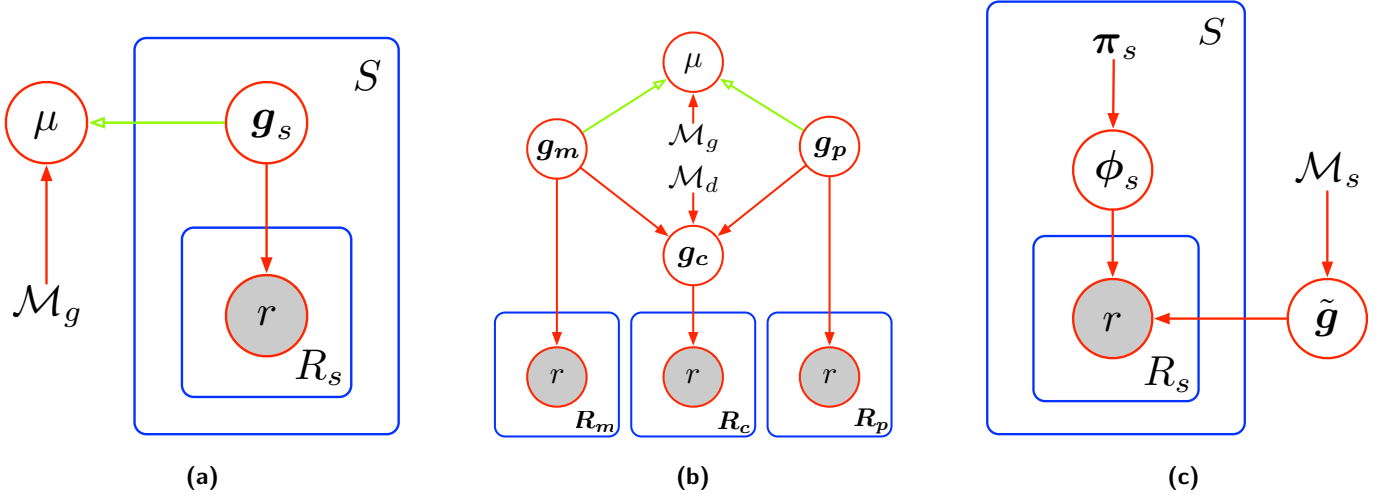 S
μ
𝒈_s
r
R_s
ℳ_g
(a)
μ
ℳ_g
𝒈_𝒎
𝒈_𝒑
ℳ_d
𝒈_𝒄
r
r
r
𝑹_𝒎
𝑹_𝒄
𝑹_𝒑
(b)
S
𝝅_s
ϕ_s
ℳ_s
r
𝒈̃
R_s
(c)